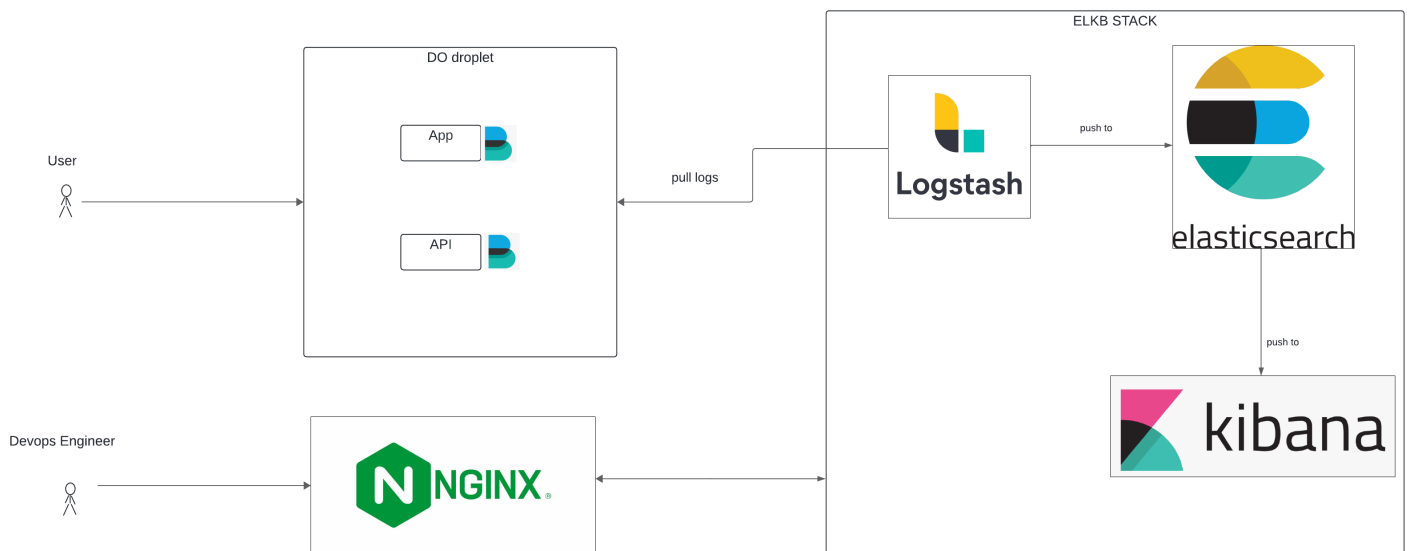 ELKB STACK
DO droplet
App
User
push to
pull logs
Logstash
API
elasticsearch
push to
kibana
Devops Engineer
N NGINX ®